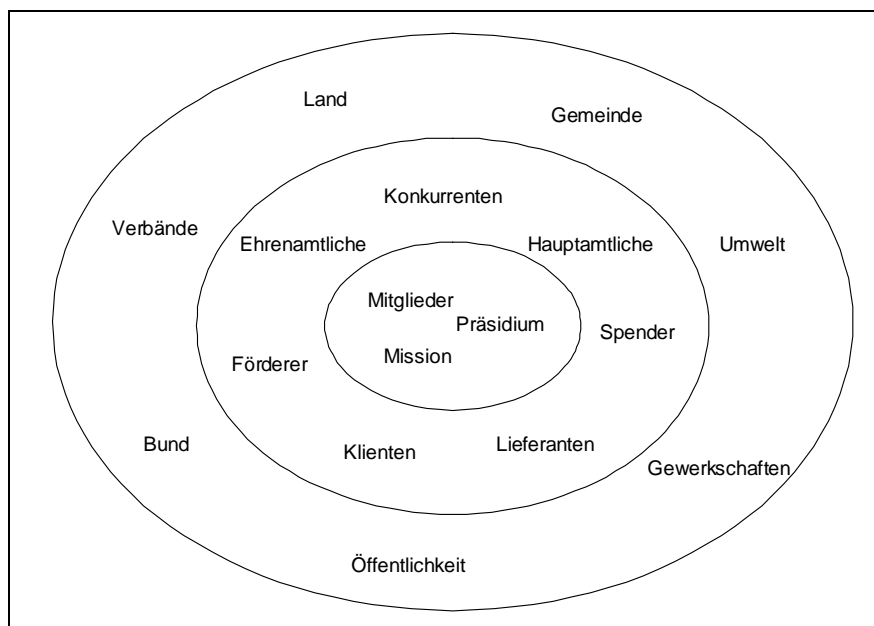 Land
Gemeinde
Konkurrenten
Verbände
Ehrenamtliche
Hauptamtliche
Umwelt
Mitglieder
Präsidium
Spender
Mission
Förderer
Bund
Klienten
Lieferanten
Gewerkschaften
Öffentlichkeit